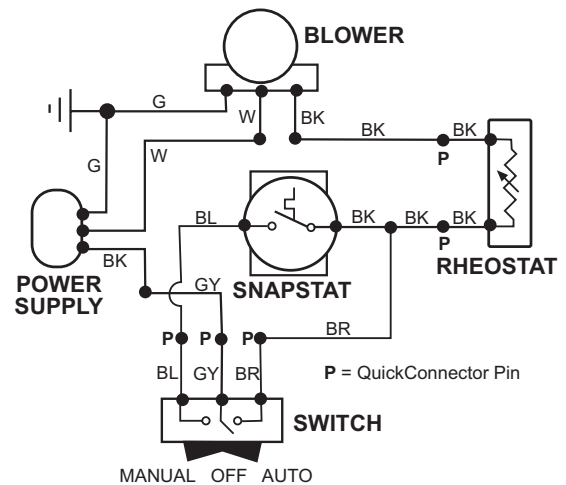 BLOWER
G
W
BK
BK
BK
P
G
W
BL
BK
BK
BK
P
BK
POWER
SUPPLY
SNAPSTAT
RHEOSTAT
GY
BR
P
P
P
BL
GY
BR
P = QuickConnector Pin
SWITCH
MANUAL OFF AUTO